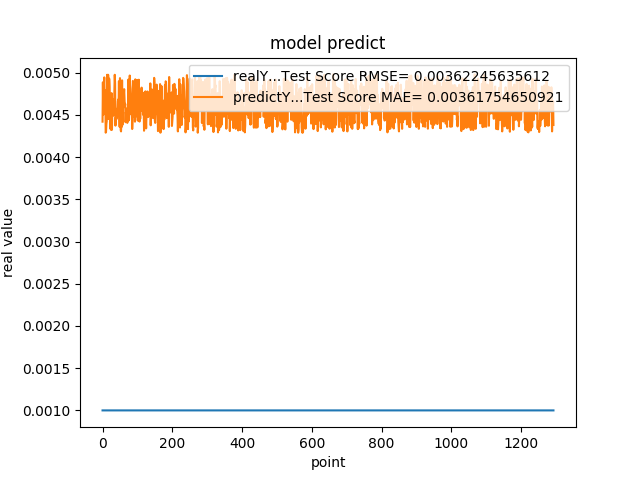 model predict
realY...Test Score RMSE= 0.00362245635612
predictY...Test Score MAE= 0.00361754650921
0.0050
0.0045
0.0040
0.0035
0.0030
0.0025
0.0020
0.0015
0.0010
real value
0 200 400 600 800 1000 1200
point